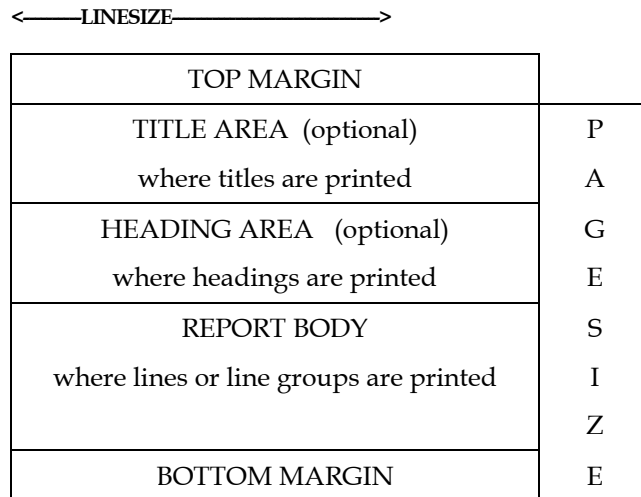 <———LINESIZE——————————>
TOP MARGIN
TITLE AREA (optional) P
where titles are printed A
HEADING AREA (optional) G
where headings are printed E
REPORT BODY S
where lines or line groups are printed I
Z
BOTTOM MARGIN E